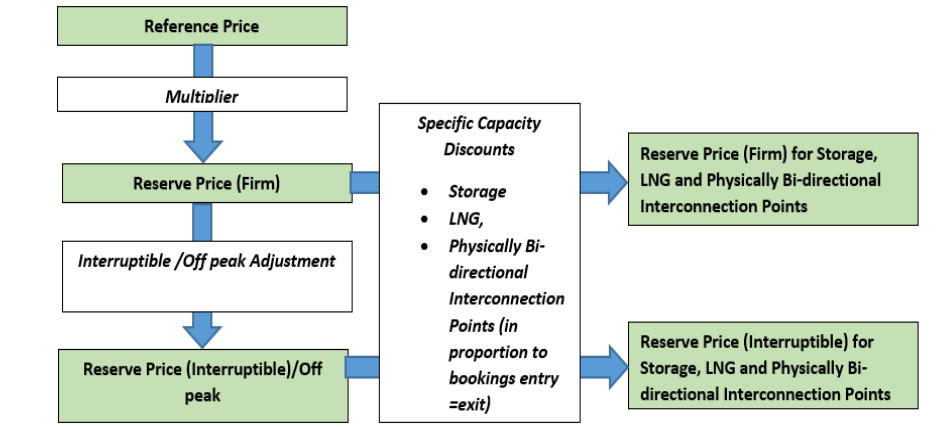 Reference Price
Multiplier
Reserve Price (Firm)
Interruptible /Off peak Adjustment
Reserve Price (Interruptible)/Off
peak
Specific Capacity
Discounts
• Storage
• LNG,
• Physically Bi-
directional
Interconnection
Points (in
proportion to
bookings entry
=exit)
Reserve Price (Firm) for Storage,
LNG and Physically Bi-directional
Interconnection Points
Reserve Price (Interruptible) for
Storage, LNG and Physically Bi-
directional Interconnection Points